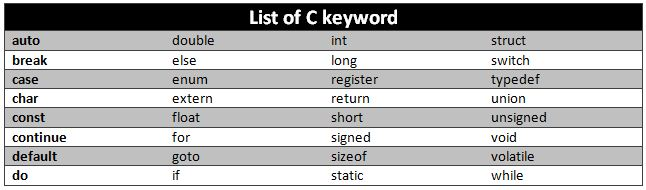 List of C keyword
auto double int struct
break else long switch
case enum register typedef
char extern return union
const float short unsigned
continue for signed void
default goto sizeof volatile
do if static while